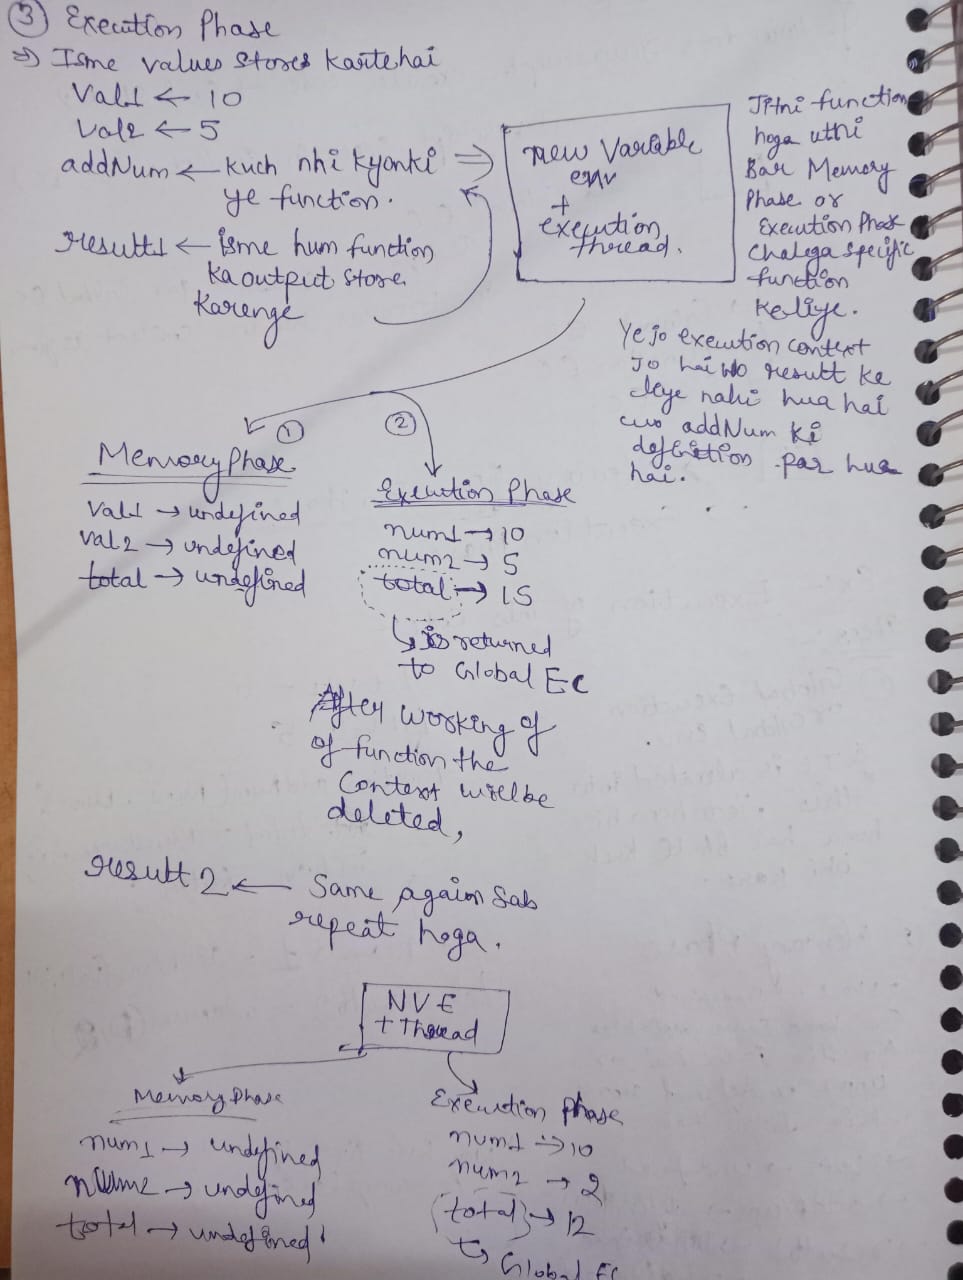 ③ Execution Phase
⇒ Isme values stores kartehai
Val1 ← 10
Val2 ← 5
addNum ← kuch nhi kyonki ⇒
ye function.
result1 ← isme hum function
ka output store
karenge
new Variable
env
+
execution
thread.
Jitni function
hoga utni
Bar Memory
Phase or
Execution Phase
Chalega specific
function
keliye.
Ye jo execution context
Jo hai wo result ke
leye nahi hua hai
addNum ki
definition par hua
hai.
①
Memory Phase
Val1 → undefined
val2 → undefined
total → undefined
②
Execution Phase
num1 → 10
num2 → 5
total → 15
↳ is returned
to Global EC
After working of
of function the
Context will be
deleted,
result 2 ← Same again Sab
repeat hoga.
NVE
+ Thread
Memory Phase
num1 → undefined
num2 → undefined
total → undefined
Execution phase
num1 → 10
num2 → 2
total → 12
↳ Global EC